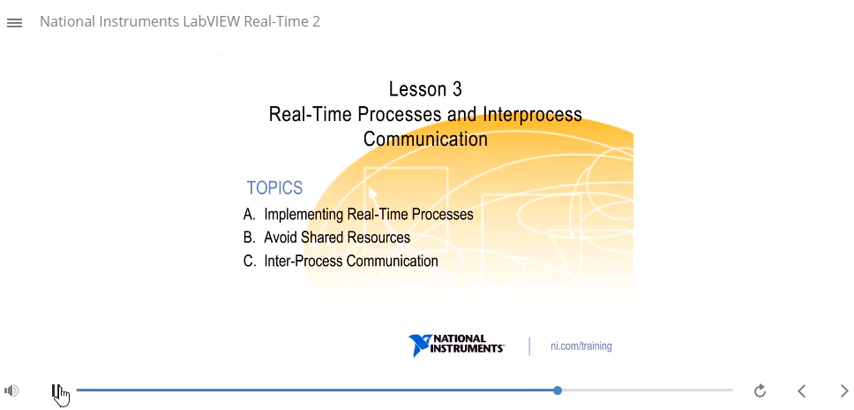 National Instruments LabVIEW Real-Time 2
Lesson 3
Real-Time Processes and Interprocess
Communication
TOPICS
A. Implementing Real-Time Processes
B. Avoid Shared Resources
C. Inter-Process Communication
NATIONAL
INSTRUMENTS
ni.com/training